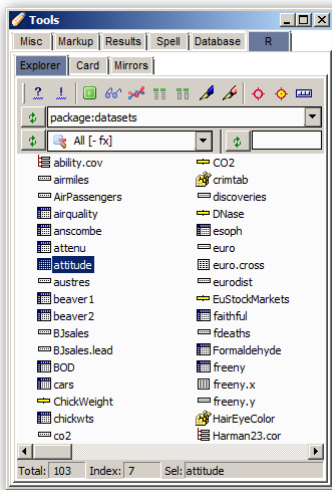 Tools
Misc Markup Results Spell Database R
Explorer Card Mirrors
package:datasets
All [- fx]
ability.cov CO2
airmiles crimtab
AirPassengers discoveries
airquality DNase
anscombe esoph
attenu euro
attitude euro.cross
austres eurodist
beaver1 EuStockMarkets
beaver2 faithful
BJsales fdeaths
BJsales.lead Formaldehyde
BOD freeny
cars freeny.x
ChickWeight freeny.y
chickwts HairEyeColor
co2 Harman23.cor
Total: 103 Index: 7 Sel: attitude